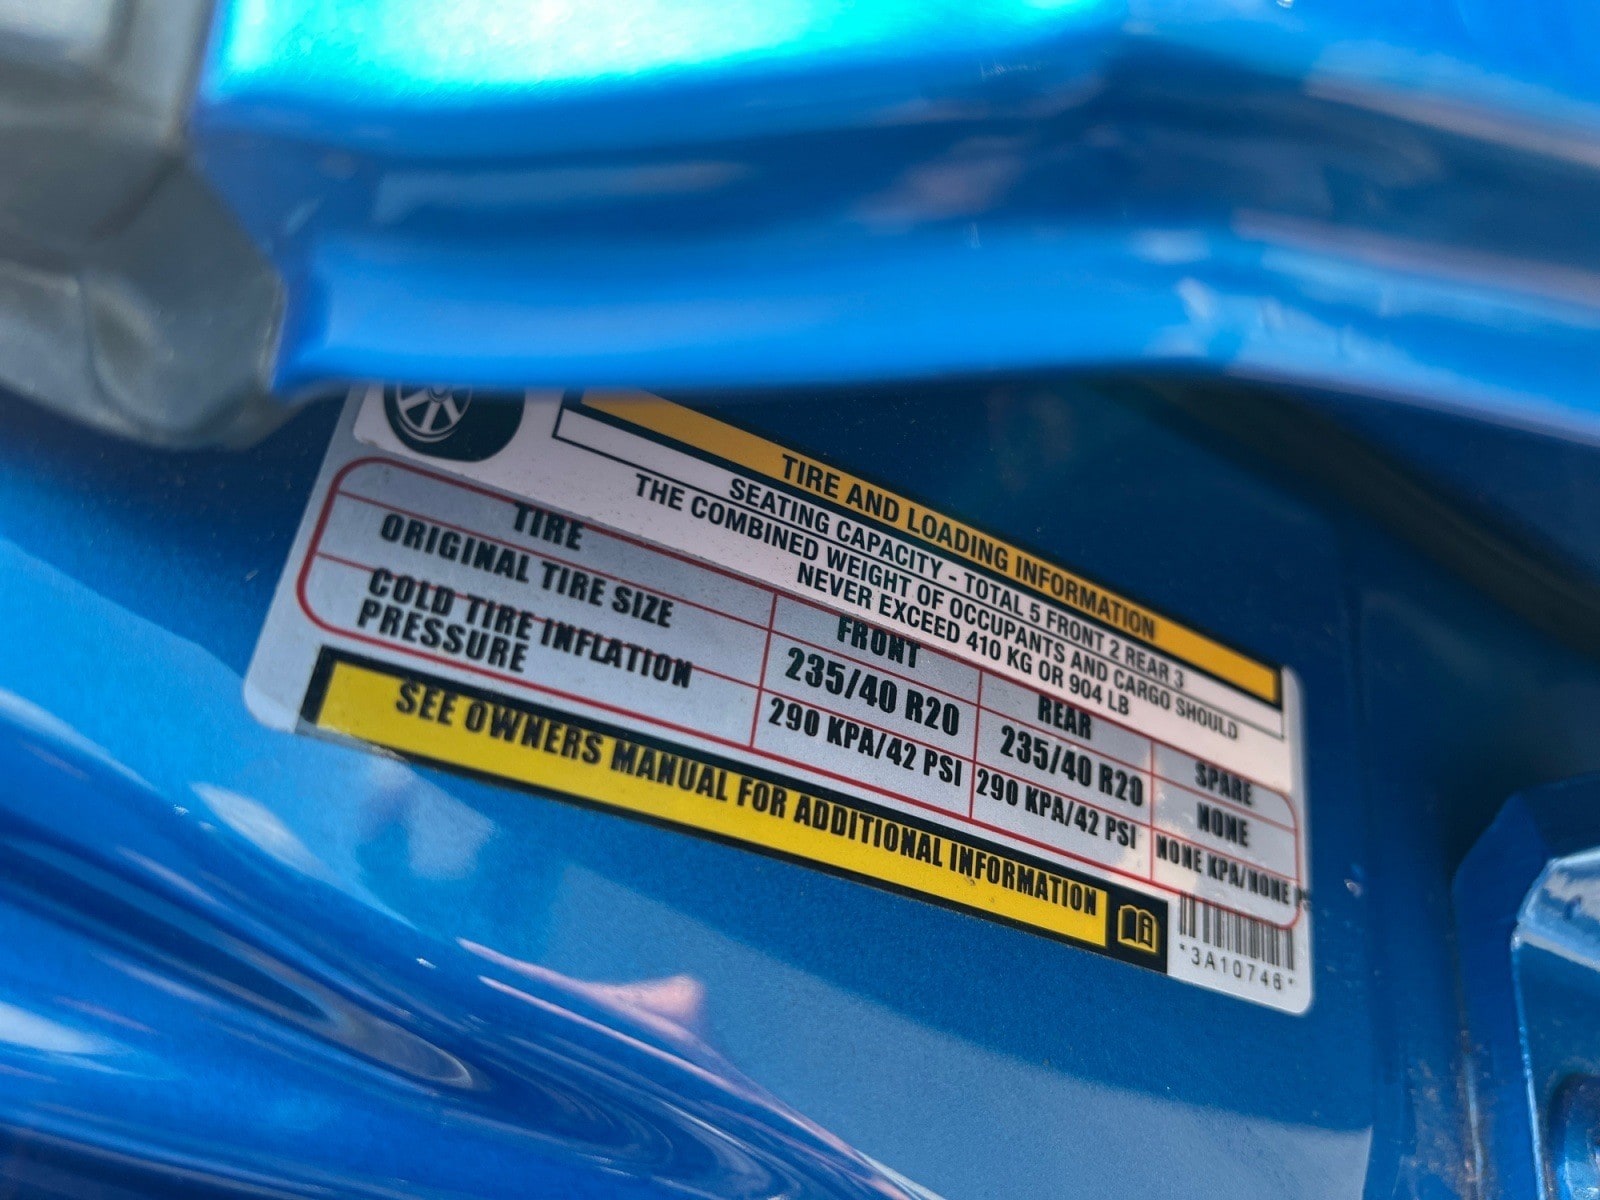 TIRE AND LOADING INFORMATION
SEATING CAPACITY - TOTAL 5 FRONT 2 REAR 3
THE COMBINED WEIGHT OF OCCUPANTS AND CARGO SHOULD
NEVER EXCEED 410 KG OR 904 LB
TIRE FRONT REAR SPARE
ORIGINAL TIRE SIZE 235/40 R20 235/40 R20 NONE
COLD TIRE INFLATION
PRESSURE 290 KPA/42 PSI 290 KPA/42 PSI NONE KPA/NONE
SEE OWNERS MANUAL FOR ADDITIONAL INFORMATION
*3A10746*